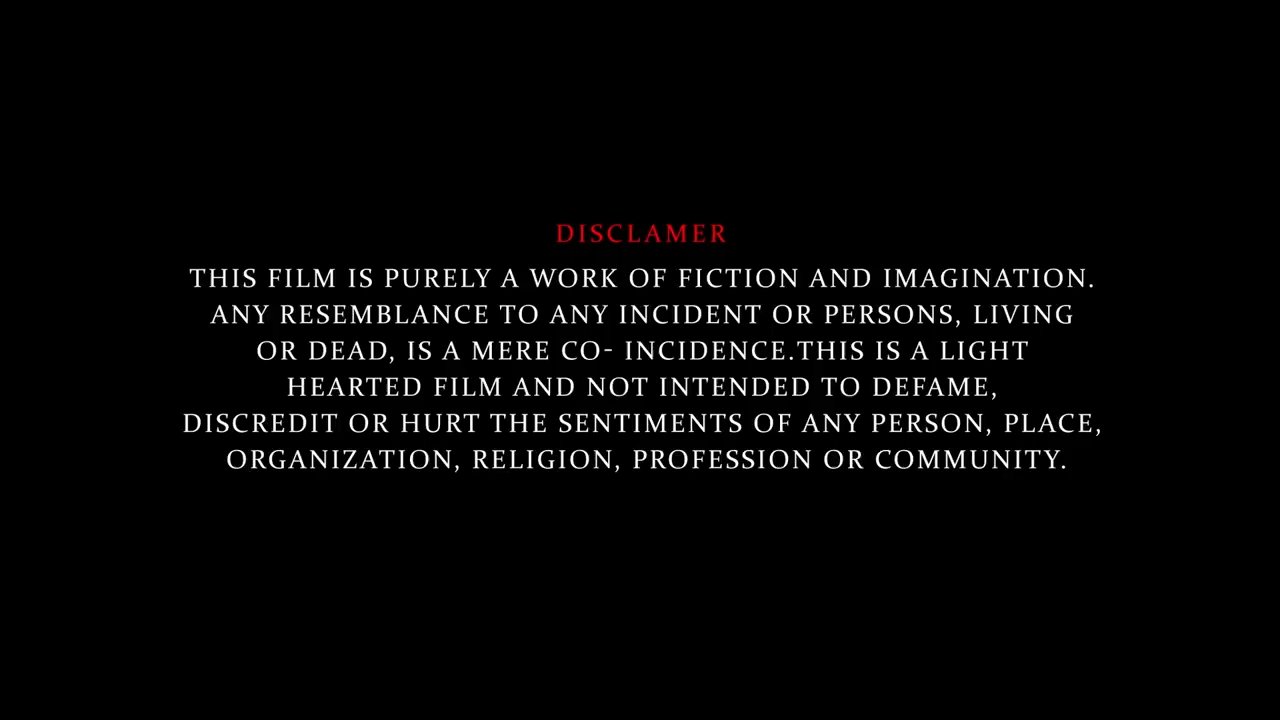 DISCLAMER
THIS FILM IS PURELY A WORK OF FICTION AND IMAGINATION.
ANY RESEMBLANCE TO ANY INCIDENT OR PERSONS, LIVING
OR DEAD, IS A MERE CO- INCIDENCE.THIS IS A LIGHT
HEARTED FILM AND NOT INTENDED TO DEFAME,
DISCREDIT OR HURT THE SENTIMENTS OF ANY PERSON, PLACE,
ORGANIZATION, RELIGION, PROFESSION OR COMMUNITY.